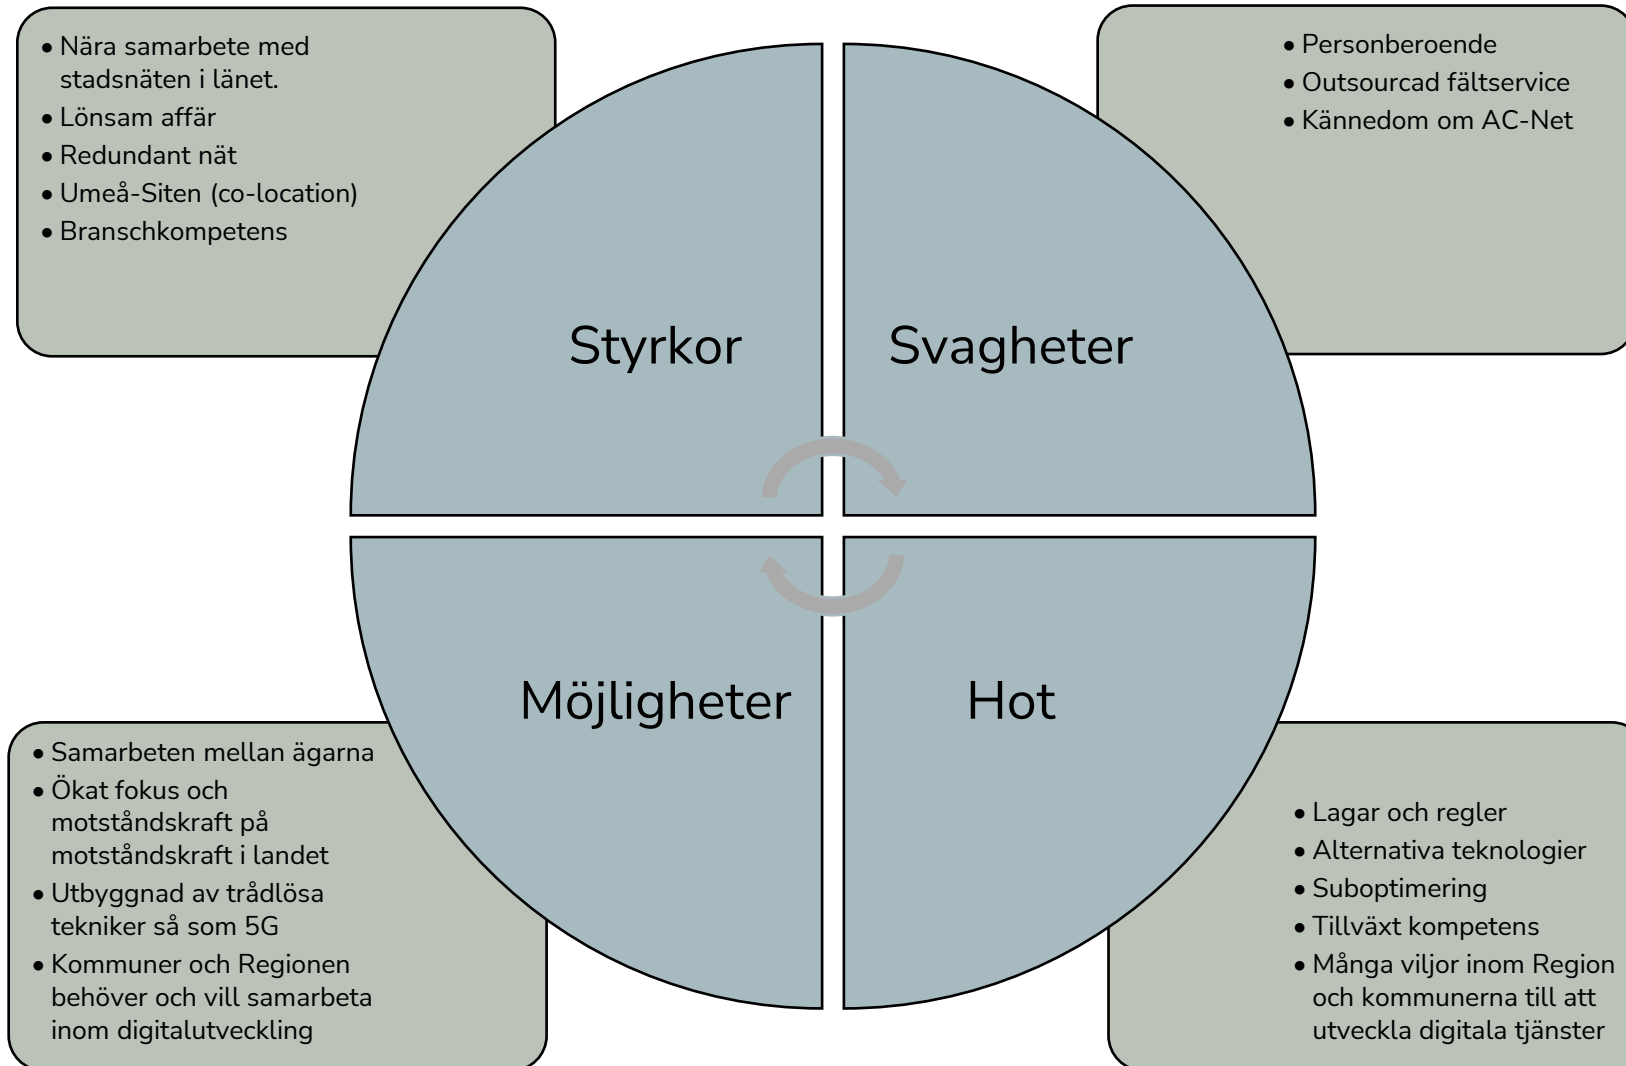 • Nära samarbete med
stadsnäten i länet.
• Lönsam affär
• Redundant nät
• Umeå-Siten (co-location)
• Branschkompetens
• Personberoende
• Outsourcad fältservice
• Kännedom om AC-Net
Styrkor
Svagheter
Möjligheter
Hot
• Samarbeten mellan ägarna
• Ökat fokus och
motståndskraft på
motståndskraft i landet
• Utbyggnad av trådlösa
tekniker så som 5G
• Kommuner och Regionen
behöver och vill samarbeta
inom digitalutveckling
• Lagar och regler
• Alternativa teknologier
• Suboptimering
• Tillväxt kompetens
• Många viljor inom Region
och kommunerna till att
utveckla digitala tjänster